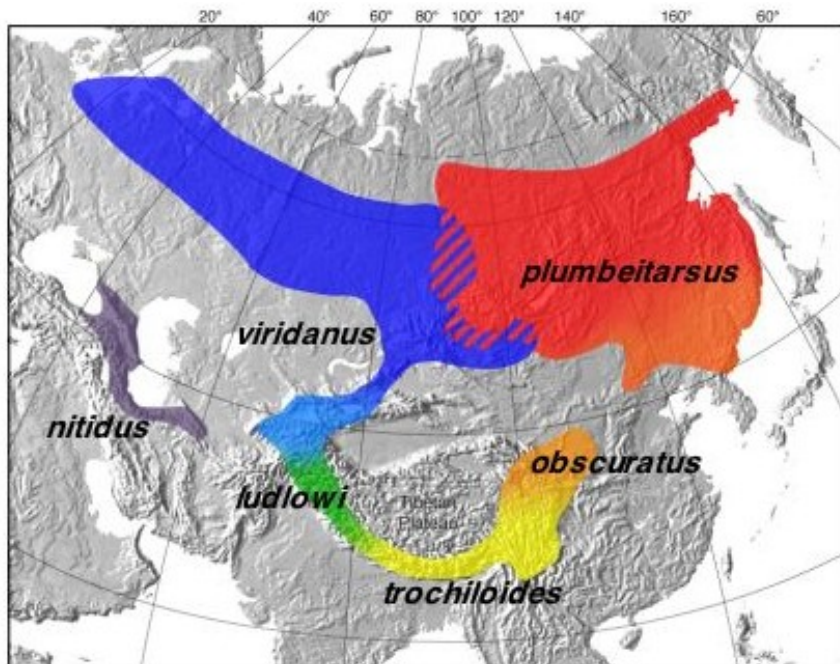 20° 40° 60° 80° 100° 120° 140° 160° 60°
plumbeitarsus
viridanus
nitidus
obscuratus
ludlowi
Tibetan
Plateau
trochiloides